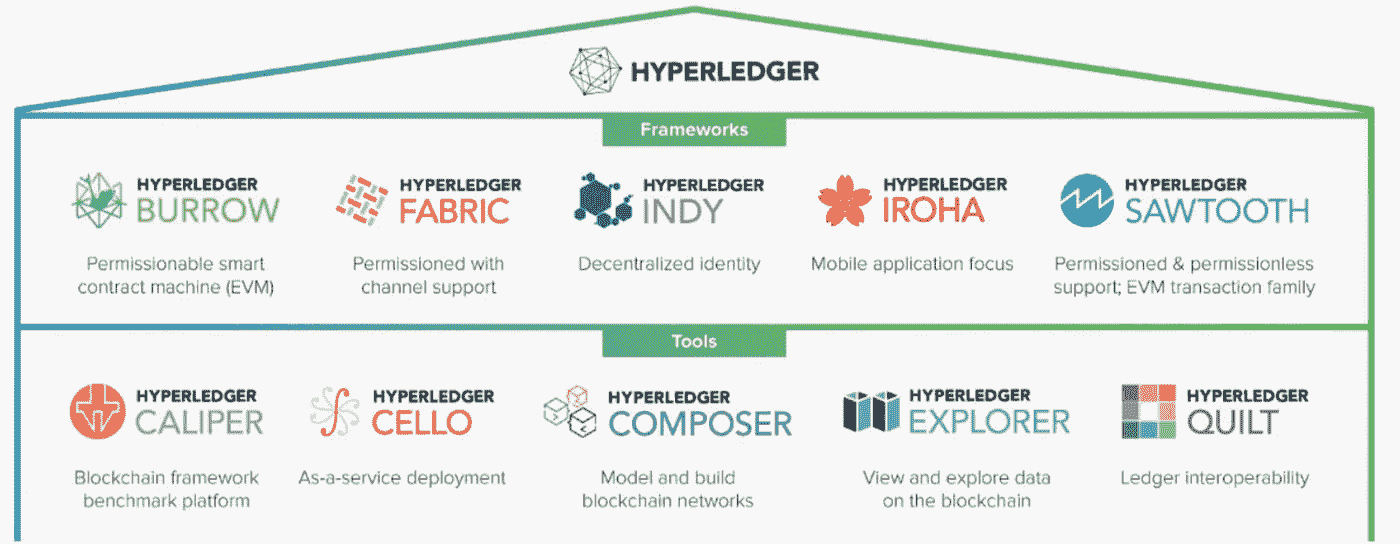 HYPERLEDGER
Frameworks
HYPERLEDGER
BURROW
Permissionable smart
contract machine (EVM)
HYPERLEDGER
FABRIC
Permissioned with
channel support
HYPERLEDGER
INDY
Decentralized identity
HYPERLEDGER
IROHA
Mobile application focus
HYPERLEDGER
SAWTOOTH
Permissioned & permissionless
support; EVM transaction family
Tools
HYPERLEDGER
CALIPER
Blockchain framework
benchmark platform
HYPERLEDGER
CELLO
As-a-service deployment
HYPERLEDGER
COMPOSER
Model and build
blockchain networks
HYPERLEDGER
EXPLORER
View and explore data
on the blockchain
HYPERLEDGER
QUILT
Ledger interoperability